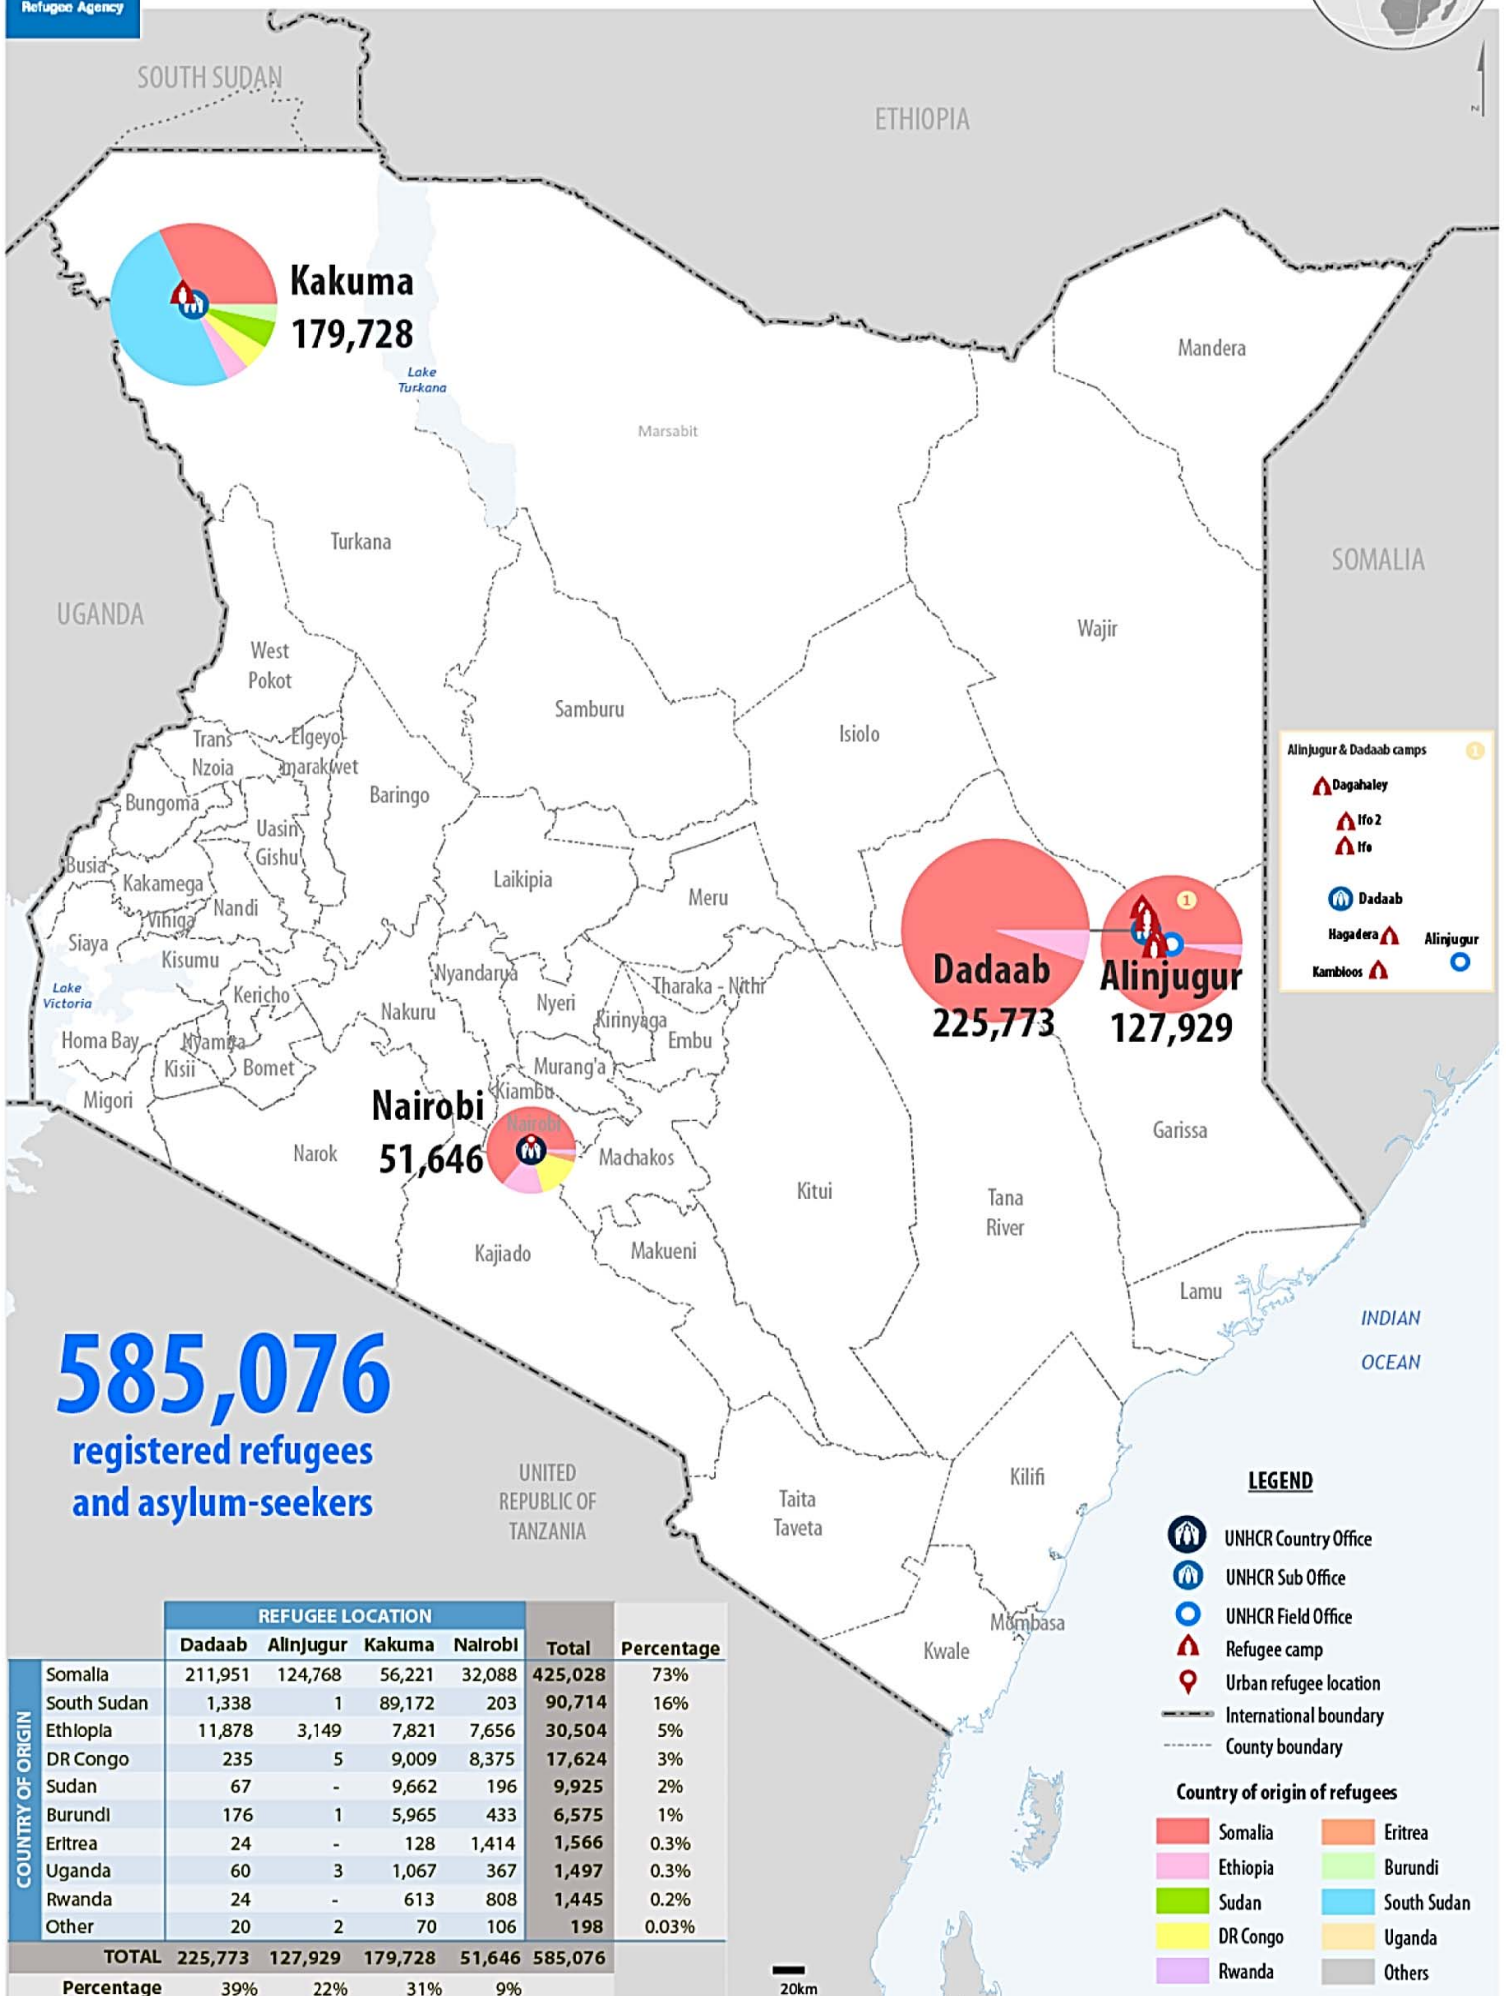 Refugee Agency
SOUTH SUDAN
ETHIOPIA
N
Kakuma
179,728
Lake
Turkana
Mandera
Marsabit
Turkana
SOMALIA
UGANDA
Wajir
West
Pokot
Samburu
Isiolo
Trans
Nzoia
Elgeyo-
marakwet
Baringo
Bungoma
Uasin
Gishu
Busia
Kakamega
Laikipia
Meru
Nandi
Vihiga
Siaya
Kisumu
Lake
Victoria
Kericho
Nakuru
Nyandarua
Nyeri
Tharaka - Nithi
Kirinyaga
Embu
Homa Bay
Nyamira
Kisii
Bomet
Murang'a
Kiambu
Migori
Nairobi
51,646
Nairobi
Narok
Machakos
Kitui
Tana
River
Garissa
Kajiado
Makueni
Lamu
Dadaab
225,773
1
Alinjugur
127,929
Alinjugur & Dadaab camps
1
Dagahaley
Ifo 2
Ifo
Dadaab
Hagadera
Alinjugur
Kambioos
INDIAN
OCEAN
585,076
registered refugees
and asylum-seekers
UNITED
REPUBLIC OF
TANZANIA
Taita
Taveta
Kilifi
Mombasa
Kwale
LEGEND
UNHCR Country Office
UNHCR Sub Office
UNHCR Field Office
Refugee camp
Urban refugee location
International boundary
County boundary
Country of origin of refugees
Somalia
Eritrea
Ethiopia
Burundi
Sudan
South Sudan
DR Congo
Uganda
Rwanda
Others
REFUGEE LOCATION
Dadaab Alinjugur Kakuma Nairobi Total Percentage
COUNTRY OF ORIGIN
Somalia 211,951 124,768 56,221 32,088 425,028 73%
South Sudan 1,338 1 89,172 203 90,714 16%
Ethiopia 11,878 3,149 7,821 7,656 30,504 5%
DR Congo 235 5 9,009 8,375 17,624 3%
Sudan 67 - 9,662 196 9,925 2%
Burundi 176 1 5,965 433 6,575 1%
Eritrea 24 - 128 1,414 1,566 0.3%
Uganda 60 3 1,067 367 1,497 0.3%
Rwanda 24 - 613 808 1,445 0.2%
Other 20 2 70 106 198 0.03%
TOTAL 225,773 127,929 179,728 51,646 585,076
Percentage 39% 22% 31% 9%
20km